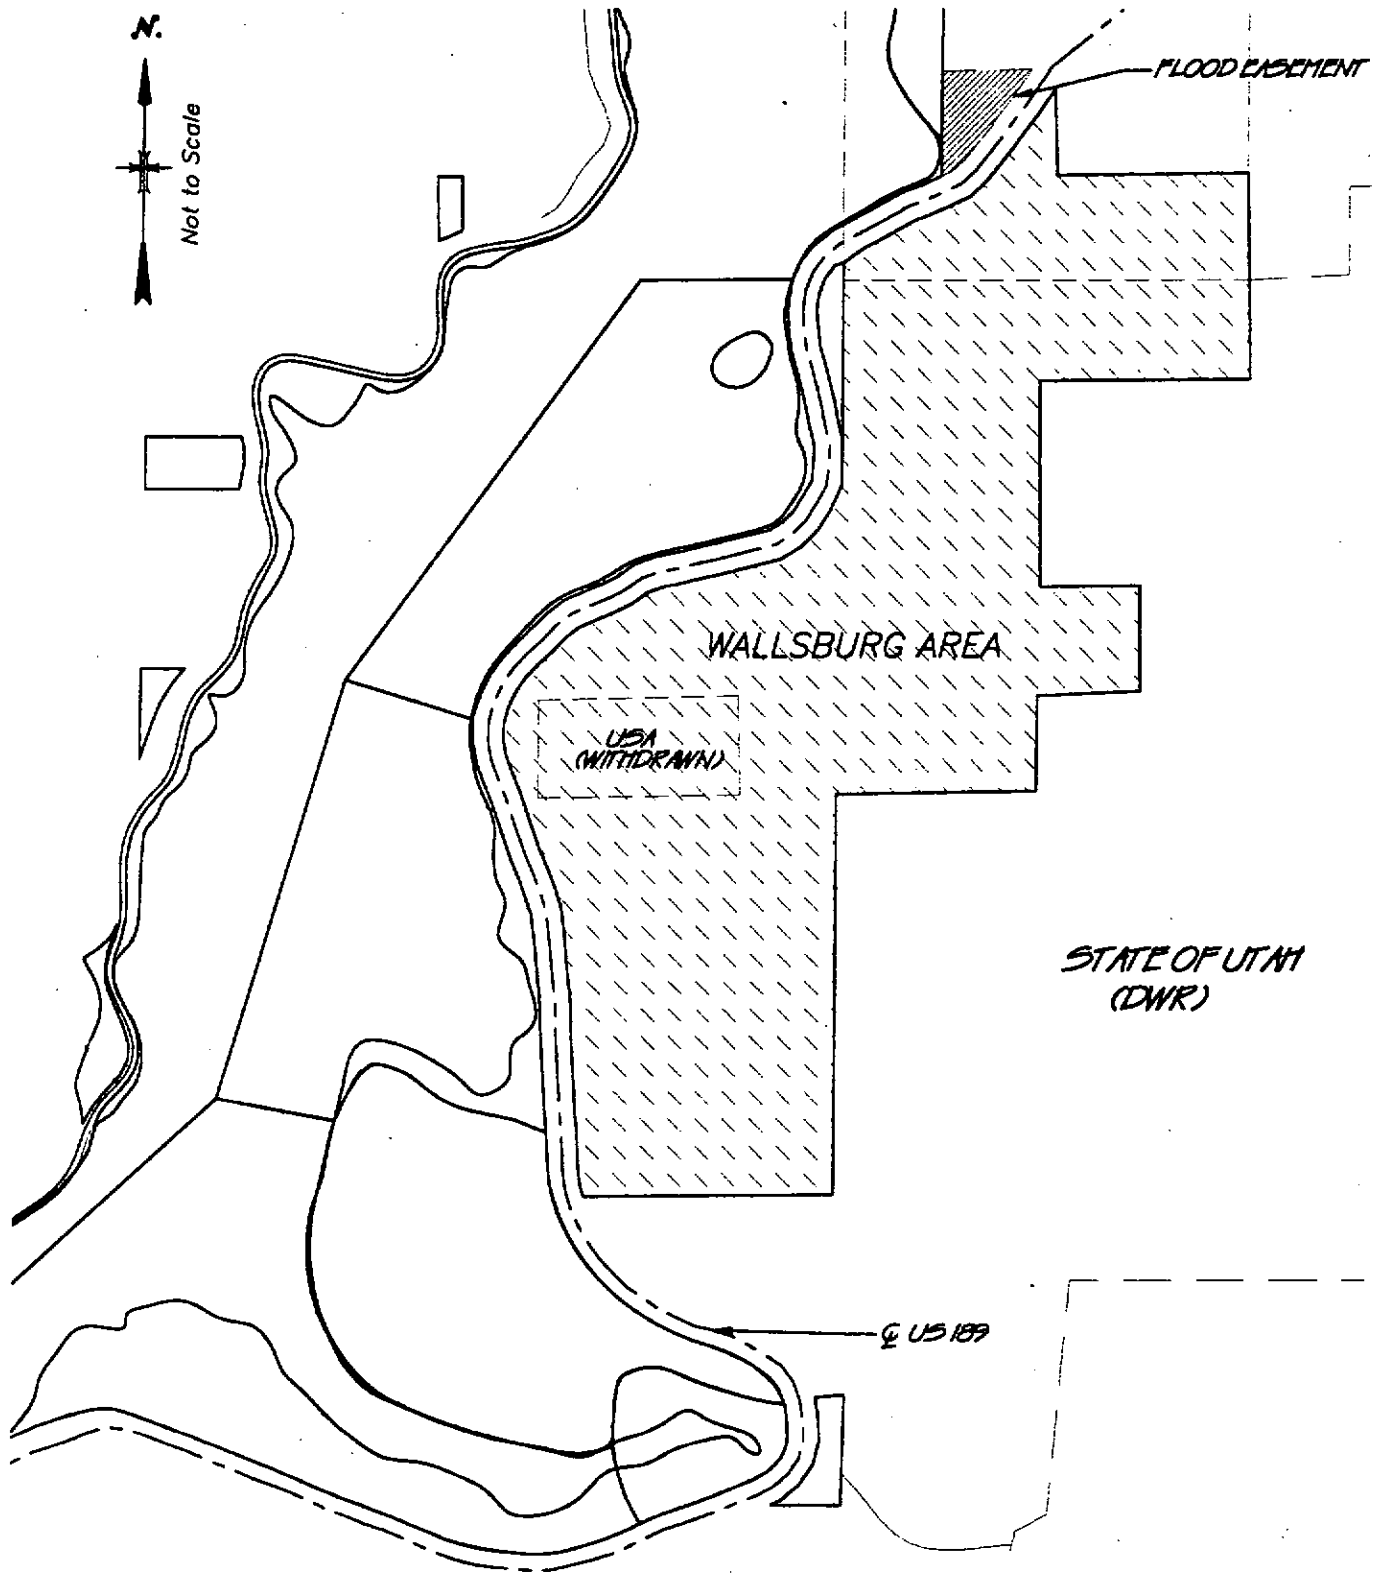 N.
Not to Scale
FLOOD EASEMENT
WALLSBURG AREA
USA
(WITHDRAWN)
STATE OF UTAH
(DWR)
℄ US 189